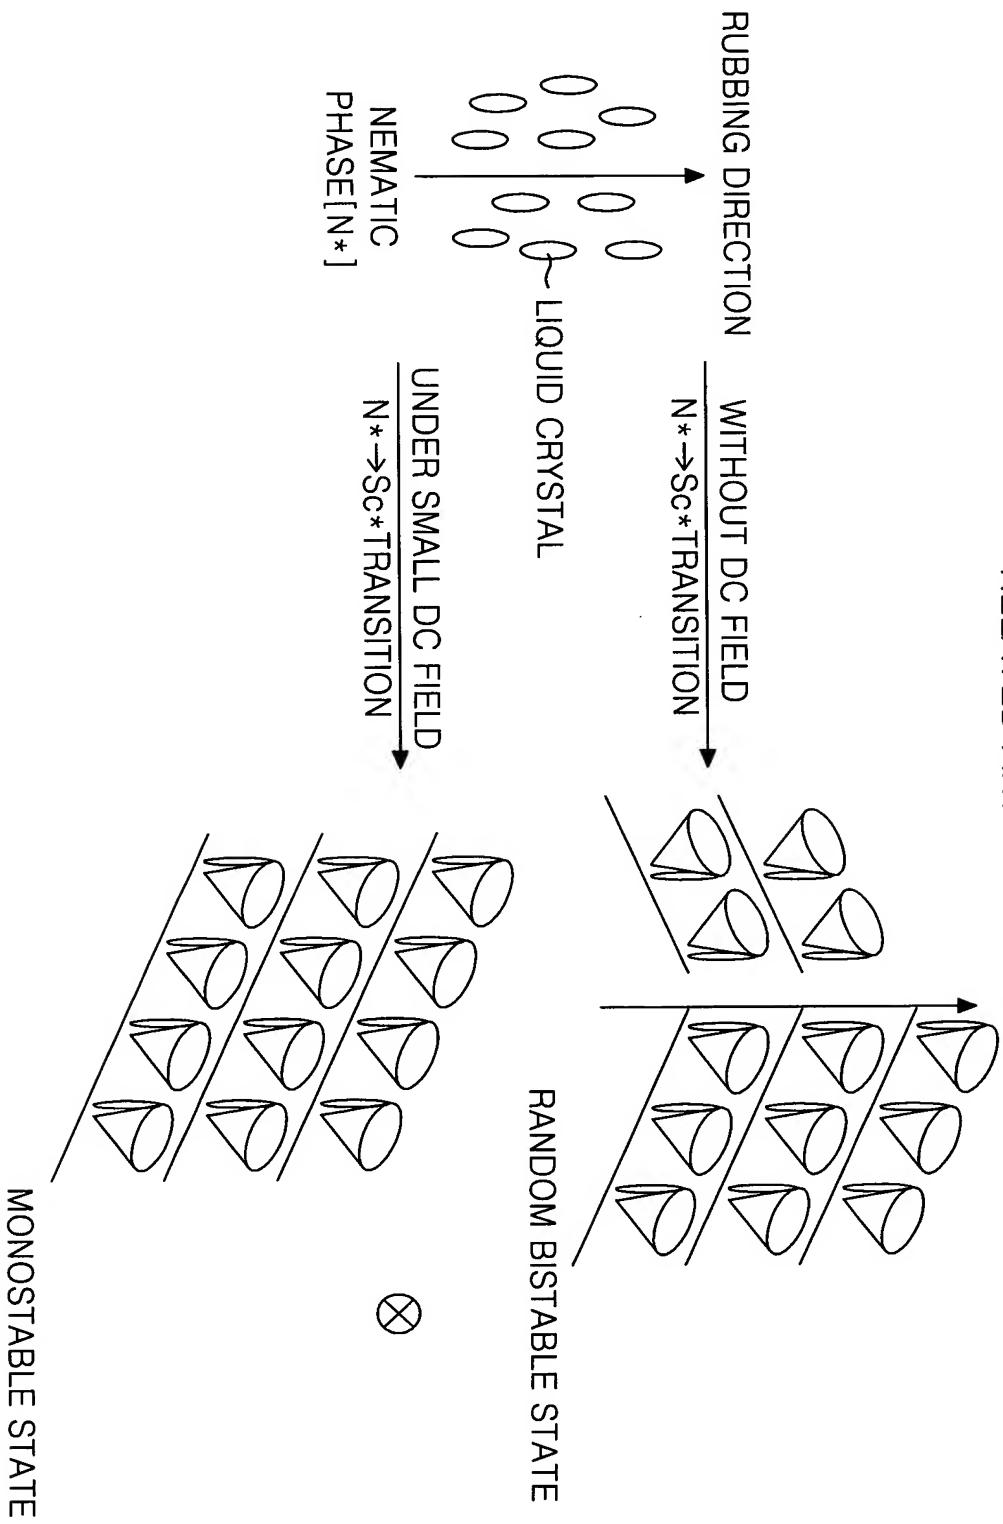 RUBBING DIRECTION
LIQUID CRYSTAL
NEMATIC
PHASE[N*]
WITHOUT DC FIELD
N*→Sc*TRANSITION
UNDER SMALL DC FIELD
N*→Sc*TRANSITION
RANDOM BISTABLE STATE
MONOSTABLE STATE